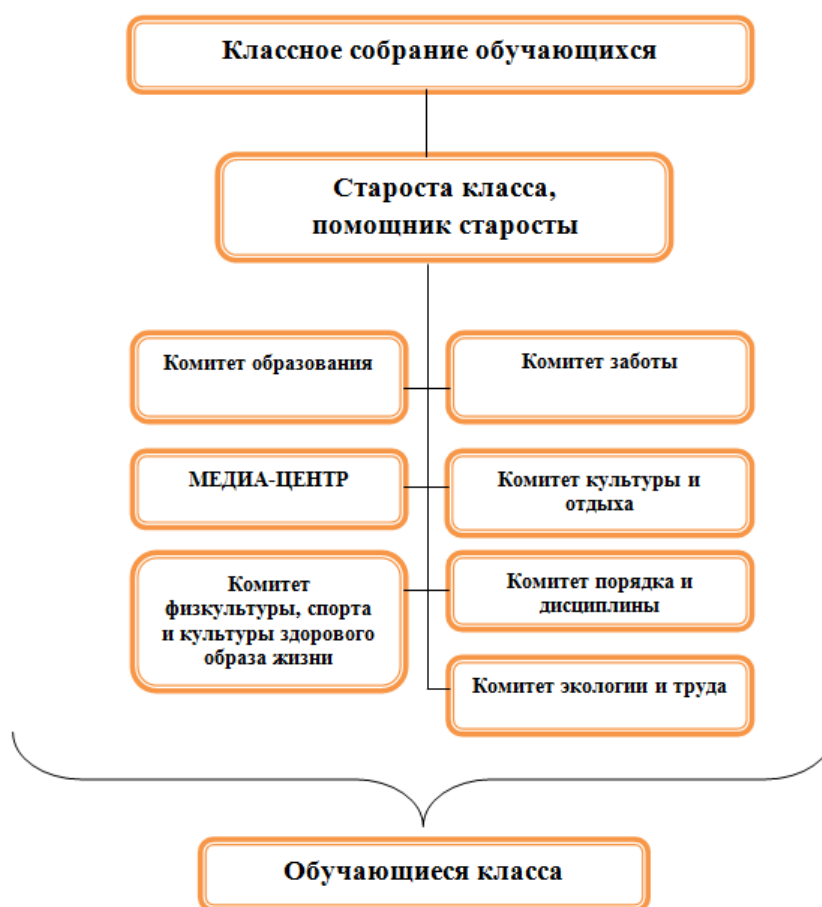 Классное собрание обучающихся
Староста класса,
помощник старосты
Комитет образования
Комитет заботы
МЕДИА-ЦЕНТР
Комитет культуры и
отдыха
Комитет
физкультуры, спорта
и культуры здорового
образа жизни
Комитет порядка и
дисциплины
Комитет экологии и труда
Обучающиеся класса